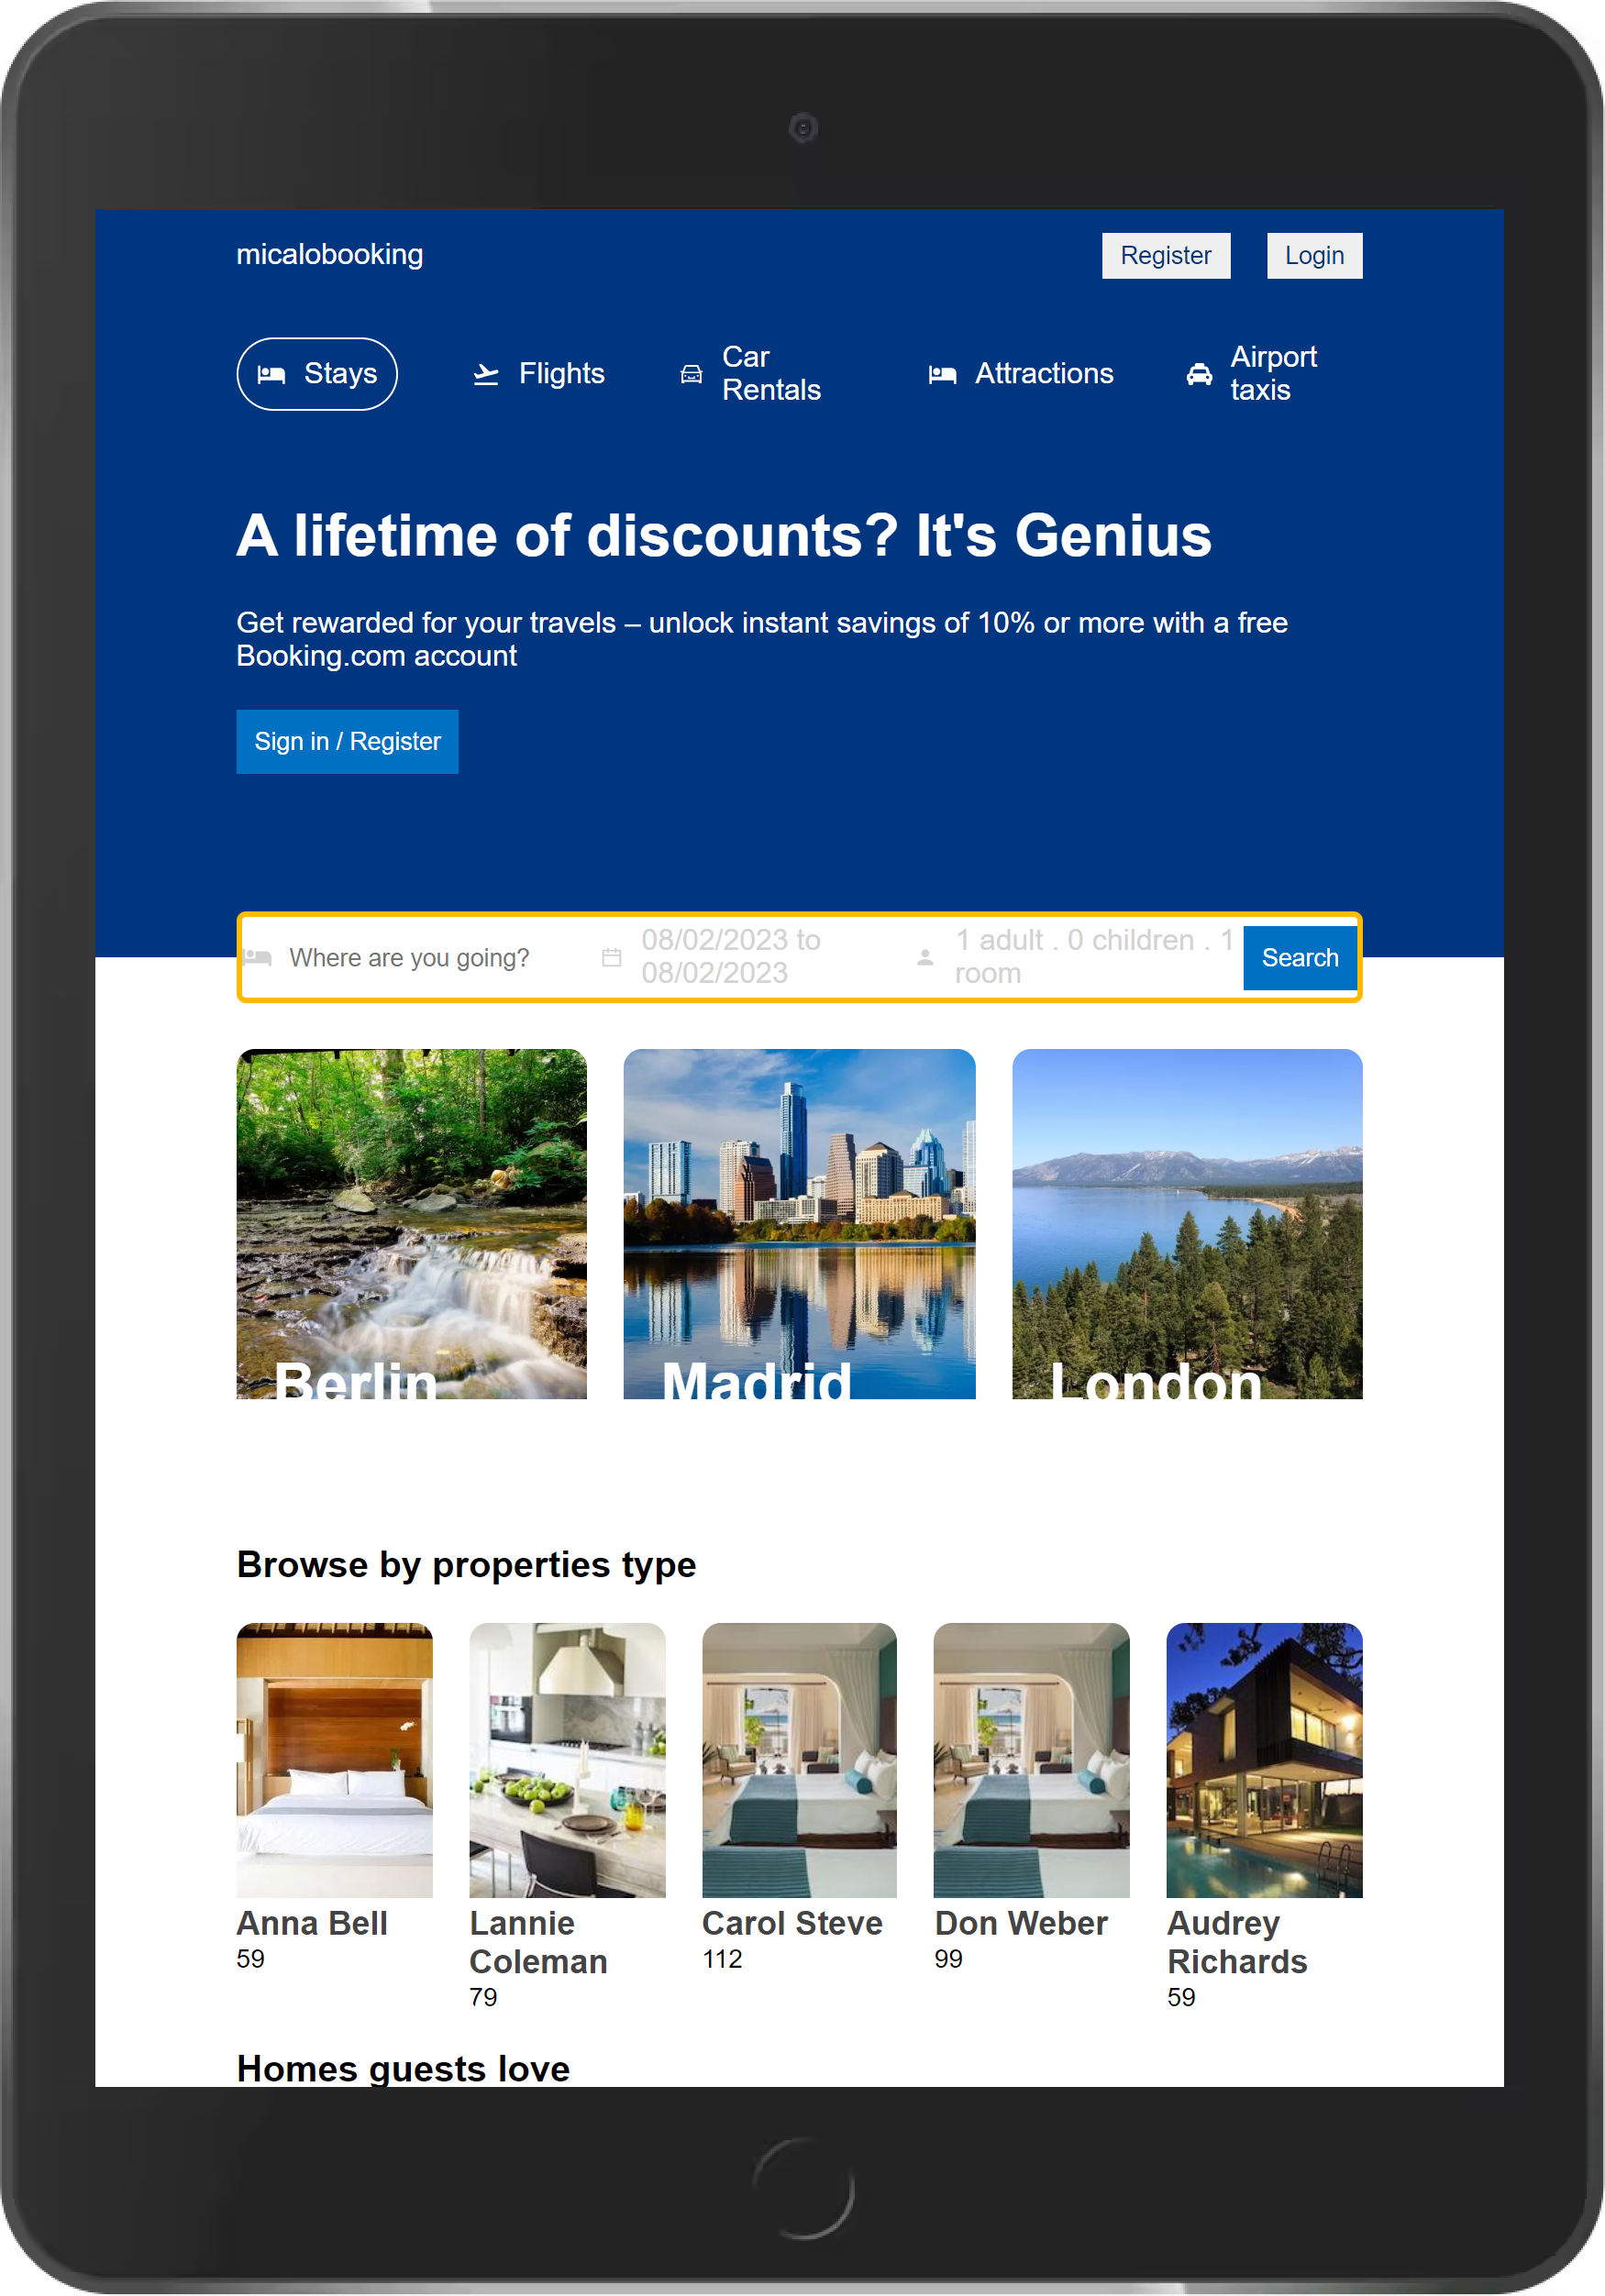 micalobooking
Register
Login
Stays
Flights
Car
Rentals
Attractions
Airport
taxis
A lifetime of discounts? It's Genius
Get rewarded for your travels – unlock instant savings of 10% or more with a free
Booking.com account
Sign in / Register
Where are you going?
08/02/2023 to
08/02/2023
1 adult . 0 children . 1
room
Search
Berlin
Madrid
London
Browse by properties type
Anna Bell
59
Lannie
Coleman
79
Carol Steve
112
Don Weber
99
Audrey
Richards
59
Homes guests love